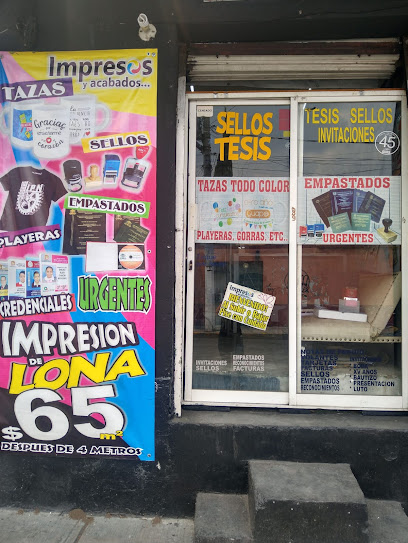 Impresos
y acabados...
TAZAS
Gracias
SELLOS
EMPASTADOS
PLAYERAS
CREDENCIALES
URGENTES
IMPRESION
DE
LONA
$65 m²
DESPUES DE 4 METROS
SELLOS
TESIS
TAZAS TODO COLOR
PLAYERAS, GORRAS, ETC.
Impresos
INVITACIONES
SELLOS
EMPASTADOS
FACTURAS
TESIS SELLOS
INVITACIONES
45
EMPASTADOS
URGENTES
FACTURAS
SELLOS
EMPASTADOS
RECONOCIMIENTOS
XV AÑOS
BAUTIZO
PRESENTACION
LUTO